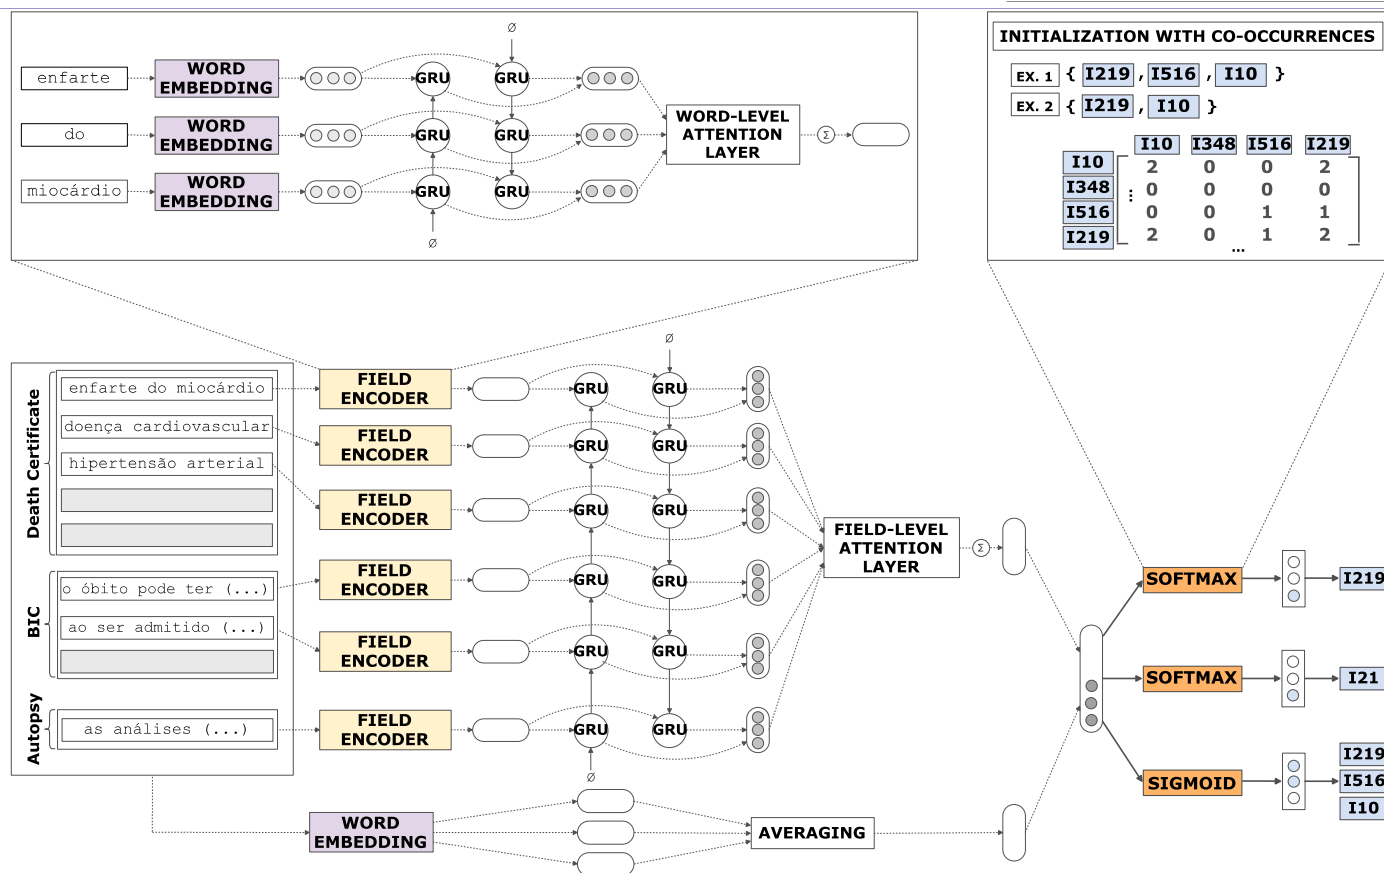 INITIALIZATION WITH CO-OCCURRENCES
EX. 1 { I219 , I516 , I10 }
EX. 2 { I219 , I10 }
I10 I348 I516 I219
I10 2 0 0 2
I348 0 0 0 0
I516 0 0 1 1
I219 2 0 1 2
...
...
Ø
enfarte
WORD
EMBEDDING
GRU
GRU
do
WORD
EMBEDDING
GRU
GRU
miocárdio
WORD
EMBEDDING
GRU
GRU
Ø
WORD-LEVEL
ATTENTION
LAYER
Σ
Death Certificate
enfarte do miocárdio
doença cardiovascular
hipertensão arterial
BIC
o óbito pode ter (...)
ao ser admitido (...)
Autopsy
as análises (...)
FIELD
ENCODER
FIELD
ENCODER
FIELD
ENCODER
FIELD
ENCODER
FIELD
ENCODER
FIELD
ENCODER
Ø
GRU
GRU
GRU
GRU
GRU
GRU
GRU
GRU
GRU
GRU
GRU
GRU
Ø
FIELD-LEVEL
ATTENTION
LAYER
Σ
WORD
EMBEDDING
AVERAGING
SOFTMAX
I219
SOFTMAX
I21
SIGMOID
I219
I516
I10